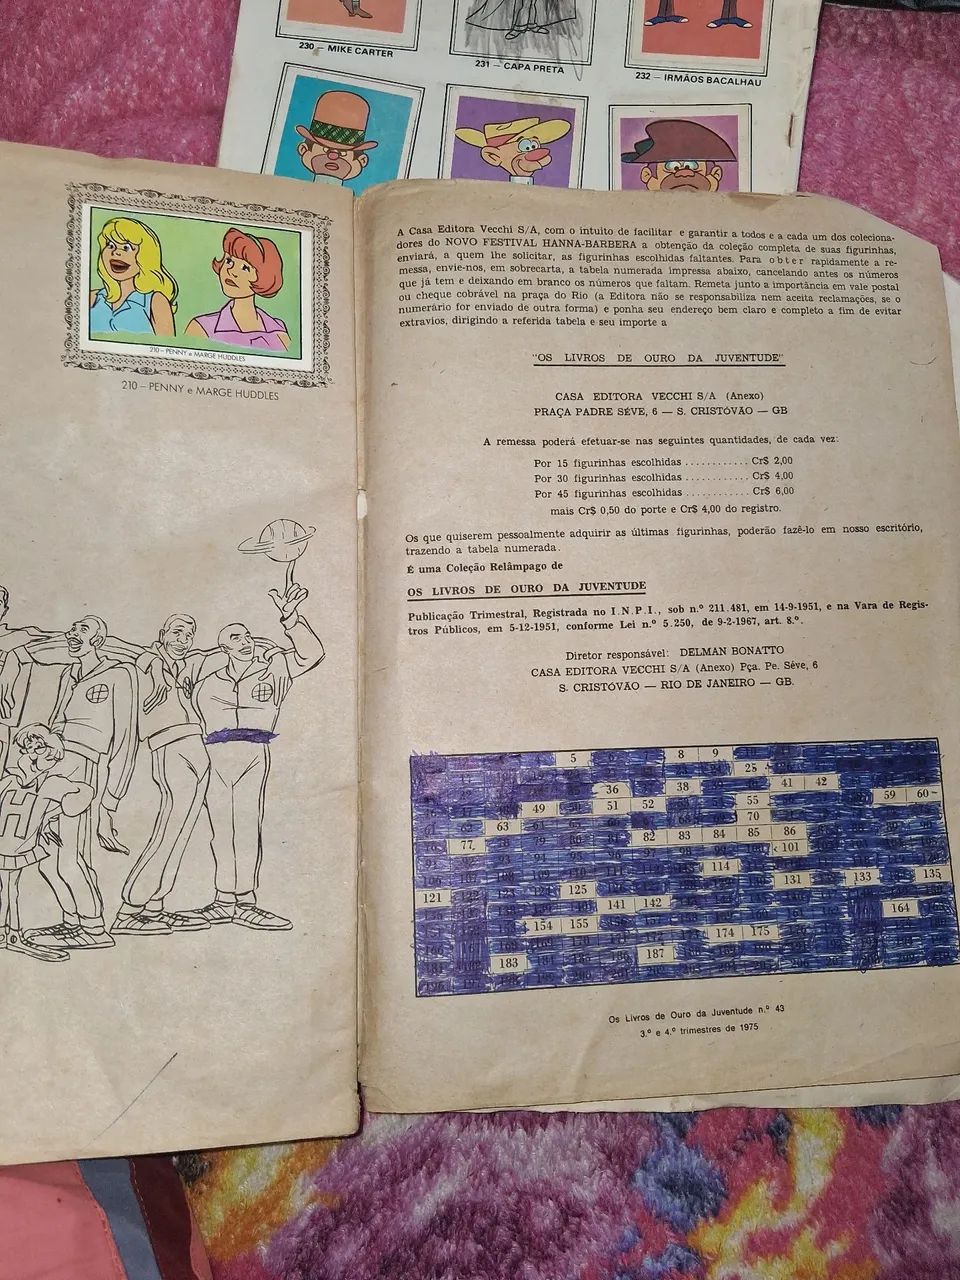 230 — MIKE CARTER
231 — CAPA PRETA
232 — IRMÃOS BACALHAU
210 – PENNY e MARGE HUDDLES
210 – PENNY e MARGE HUDDLES
H
A Casa Editora Vecchi S/A, com o intuito de facilitar e garantir a todos e a cada um dos coleciona-
dores do NOVO FESTIVAL HANNA-BARBERA a obtenção da coleção completa de suas figurinhas,
enviará, a quem lhe solicitar, as figurinhas escolhidas faltantes. Para obter rapidamente a re-
messa, envie-nos, em sobrecarta, a tabela numerada impressa abaixo, cancelando antes os números
que já tem e deixando em branco os números que faltam. Remeta junto a importância em vale postal
ou cheque cobrável na praça do Rio (a Editora não se responsabiliza nem aceita reclamações, se o
numerário for enviado de outra forma) e ponha seu endereço bem claro e completo a fim de evitar
extravios, dirigindo a referida tabela e seu importe a
"OS LIVROS DE OURO DA JUVENTUDE"
CASA EDITORA VECCHI S/A (Anexo)
PRAÇA PADRE SÉVE, 6 — S. CRISTÓVÃO — GB
A remessa poderá efetuar-se nas seguintes quantidades, de cada vez:
Por 15 figurinhas escolhidas ............ Cr$ 2,00
Por 30 figurinhas escolhidas ............ Cr$ 4,00
Por 45 figurinhas escolhidas ............ Cr$ 6,00
mais Cr$ 0,50 do porte e Cr$ 4,00 do registro.
Os que quiserem pessoalmente adquirir as últimas figurinhas, poderão fazê-lo em nosso escritório,
trazendo a tabela numerada.
É uma Coleção Relâmpago de
OS LIVROS DE OURO DA JUVENTUDE
Publicação Trimestral, Registrada no I.N.P.I., sob n.º 211.481, em 14-9-1951, e na Vara de Regis-
tros Públicos, em 5-12-1951, conforme Lei n.º 5.250, de 9-2-1967, art. 8.º.
Diretor responsável: DELMAN BONATTO
CASA EDITORA VECCHI S/A (Anexo) Pça. Pe. Séve, 6
S. CRISTÓVÃO — RIO DE JANEIRO — GB.
5 8 9
25
36 38 41 42
49 51 52 55 59 60
63 70
77 82 83 84 85 86
101
114
121 125 131 133 135
141 142
154 155 164
174 175
183 187
Os Livros de Ouro da Juventude n.º 43
3.º e 4.º trimestres de 1975